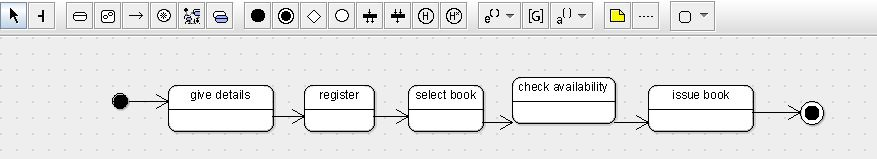 H
H*
e()
[G]
a()
give details
register
select book
check availability
issue book